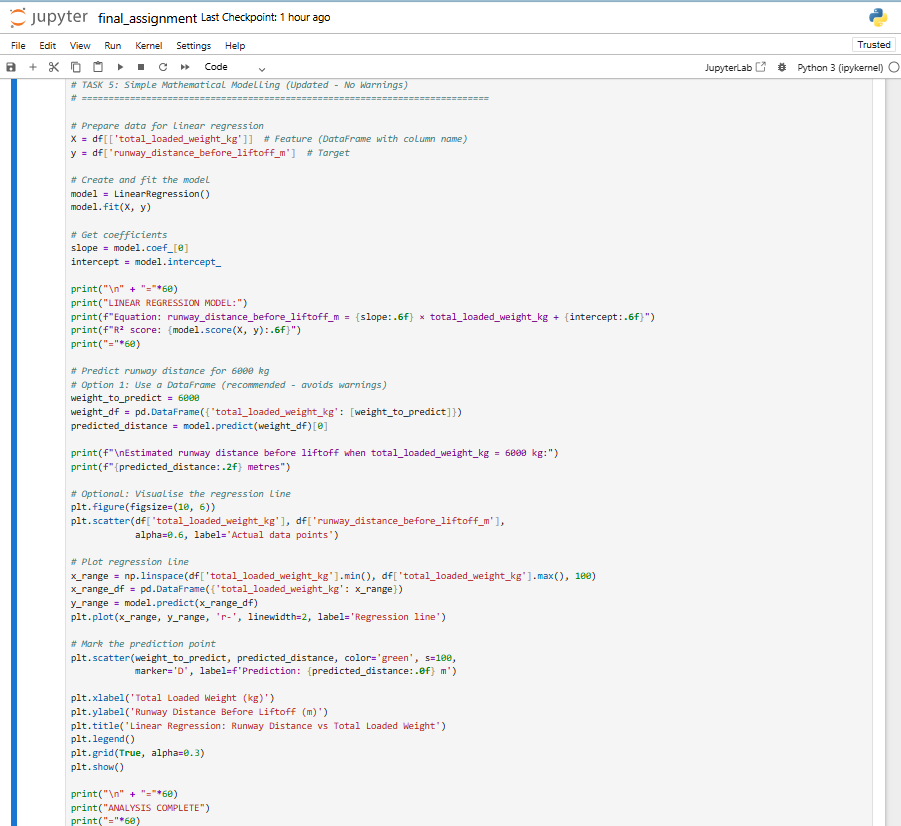 jupyter final_assignment Last Checkpoint: 1 hour ago
File Edit View Run Kernel Settings Help
Trusted
Code
JupyterLab Python 3 (ipykernel)
# TASK 5: Simple Mathematical Modelling (Updated - No Warnings)
# =============================================================================
# Prepare data for linear regression
X = df[['total_loaded_weight_kg']]  # Feature (DataFrame with column name)
y = df['runway_distance_before_liftoff_m']  # Target
# Create and fit the model
model = LinearRegression()
model.fit(X, y)
# Get coefficients
slope = model.coef_[0]
intercept = model.intercept_
print("\n" + "="*60)
print("LINEAR REGRESSION MODEL:")
print(f"Equation: runway_distance_before_liftoff_m = {slope:.6f} × total_loaded_weight_kg + {intercept:.6f}")
print(f"R² score: {model.score(X, y):.6f}")
print("="*60)
# Predict runway distance for 6000 kg
# Option 1: Use a DataFrame (recommended - avoids warnings)
weight_to_predict = 6000
weight_df = pd.DataFrame({'total_loaded_weight_kg': [weight_to_predict]})
predicted_distance = model.predict(weight_df)[0]
print(f"\nEstimated runway distance before liftoff when total_loaded_weight_kg = 6000 kg:")
print(f"{predicted_distance:.2f} metres")
# Optional: Visualise the regression line
plt.figure(figsize=(10, 6))
plt.scatter(df['total_loaded_weight_kg'], df['runway_distance_before_liftoff_m'],
            alpha=0.6, label='Actual data points')
# Plot regression line
x_range = np.linspace(df['total_loaded_weight_kg'].min(), df['total_loaded_weight_kg'].max(), 100)
x_range_df = pd.DataFrame({'total_loaded_weight_kg': x_range})
y_range = model.predict(x_range_df)
plt.plot(x_range, y_range, 'r-', linewidth=2, label='Regression line')
# Mark the prediction point
plt.scatter(weight_to_predict, predicted_distance, color='green', s=100,
            marker='D', label=f'Prediction: {predicted_distance:.0f} m')
plt.xlabel('Total Loaded Weight (kg)')
plt.ylabel('Runway Distance Before Liftoff (m)')
plt.title('Linear Regression: Runway Distance vs Total Loaded Weight')
plt.legend()
plt.grid(True, alpha=0.3)
plt.show()
print("\n" + "="*60)
print("ANALYSIS COMPLETE")
print("="*60)